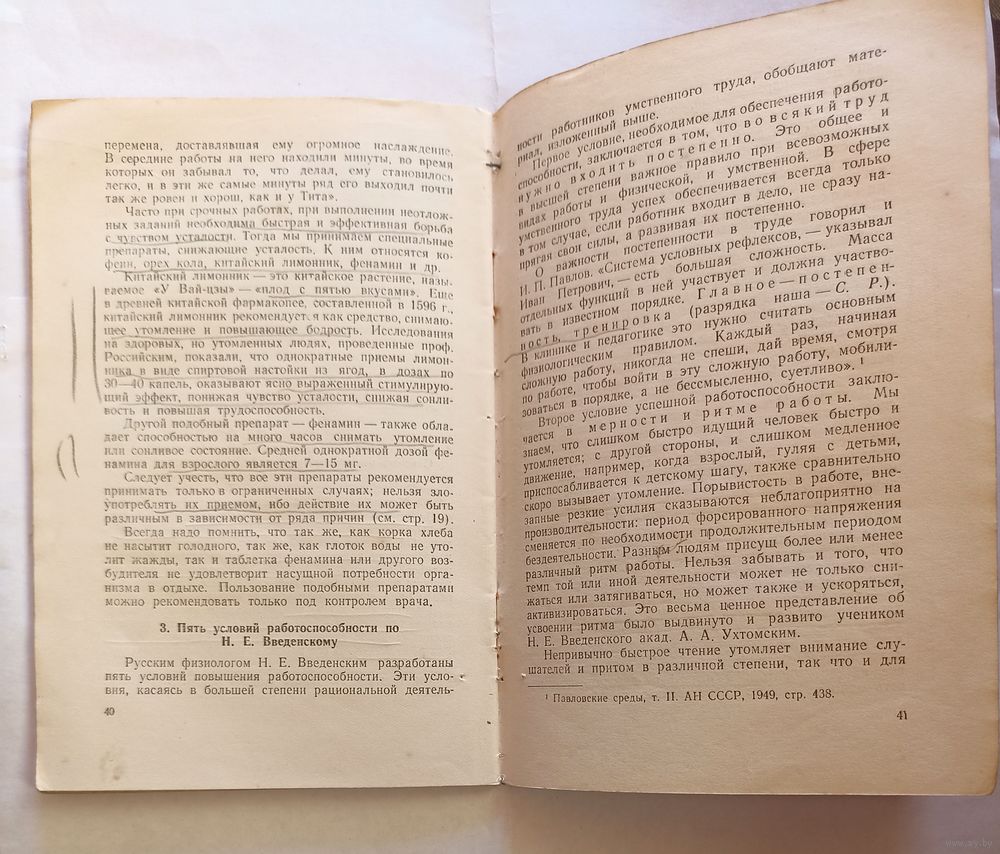 перемена, доставлявшая ему огромное наслаждение.
В середине работы на него находили минуты, во время
которых он забывал то, что делал, ему становилось
легко, и в эти же самые минуты ряд его выходил почти
так же ровен и хорош, как и у Тита».
Часто при срочных работах, при выполнении неотлож-
ных заданий необходима быстрая и эффективная борьба
с чувством усталости. Тогда мы принимаем специальные
препараты, снижающие усталость. К ним относятся ко-
феин, орех кола, китайский лимонник, фенамин и др.
Китайский лимонник — это китайское растение, назы-
ваемое «У Вай-цзы» — «плод с пятью вкусами». Еще
в древней китайской фармакопее, составленной в 1596 г.,
китайский лимонник рекомендуется как средство, снимаю-
щее утомление и повышающее бодрость. Исследования
на здоровых, но утомленных людях, проведенные проф.
Российским, показали, что однократные приемы лимон-
ника в виде спиртовой настойки из ягод, в дозах по
30—40 капель, оказывают ясно выраженный стимулирую-
щий эффект, понижая чувство усталости, снижая сонли-
вость и повышая трудоспособность.
Другой подобный препарат — фенамин — также обла-
дает способностью на много часов снимать утомление
или сонливое состояние. Средней однократной дозой фе-
намина для взрослого является 7—15 мг.
Следует учесть, что все эти препараты рекомендуется
принимать только в ограниченных случаях; нельзя зло-
употреблять их приемом, ибо действие их может быть
различным в зависимости от ряда причин (см. стр. 19).
Всегда надо помнить, что так же, как корка хлеба
не насытит голодного, так же, как глоток воды не уто-
лит жажды, так и таблетка фенамина или другого воз-
будителя не удовлетворит насущной потребности орга-
низма в отдыхе. Пользование подобными препаратами
можно рекомендовать только под контролем врача.
3. Пять условий работоспособности по
Н. Е. Введенскому
Русским физиологом Н. Е. Введенским разработаны
пять условий повышения работоспособности. Эти усло-
вия, касаясь в большей степени рациональной деятель-
40
ности работников умственного труда, обобщают мате-
риал, изложенный выше.
Первое условие, необходимое для обеспечения работо-
способности, заключается в том, что во всякий труд
нужно входить постепенно. Это общее и
в высшей степени важное правило при всевозможных
видах работы и физической, и умственной. В сфере
умственного труда успех обеспечивается всегда только
в том случае, если работник входит в дело, не сразу на-
прягая свои силы, а развивая их постепенно.
О важности постепенности в труде говорил и
И. П. Павлов. «Система условных рефлексов, — указывал
Иван Петрович, — есть большая сложность. Масса
отдельных функций в ней участвует и должна участво-
вать в известном порядке. Главное — постепен-
ность, тренировка (разрядка наша — С. Р.).
В клинике и педагогике это нужно считать основным
физиологическим правилом. Каждый раз, начиная
сложную работу, никогда не спеши, дай время, смотря
по работе, чтобы войти в эту сложную работу, мобили-
зоваться в порядке, а не бессмысленно, суетливо». ¹
Второе условие успешной работоспособности заклю-
чается в мерности и ритме работы. Мы
знаем, что слишком быстро идущий человек быстро и
утомляется; с другой стороны, и слишком медленное
движение, например, когда взрослый, гуляя с детьми,
приспосабливается к детскому шагу, также сравнительно
скоро вызывает утомление. Порывистость в работе, вне-
запные резкие усилия сказываются неблагоприятно на
производительности: период форсированного напряжения
сменяется по необходимости продолжительным периодом
бездеятельности. Разным людям присущ более или менее
различный ритм работы. Нельзя забывать и того, что
темп той или иной деятельности может не только сни-
жаться или затягиваться, но может также и ускоряться,
активизироваться. Это весьма ценное представление об
усвоении ритма было выдвинуто и развито учеником
Н. Е. Введенского акад. А. А. Ухтомским.
Непривычно быстрое чтение утомляет внимание слу-
шателей и притом в различной степени, так что и для
¹ Павловские среды, т. II. АН СССР, 1949, стр. 438.
41
www.ay.by